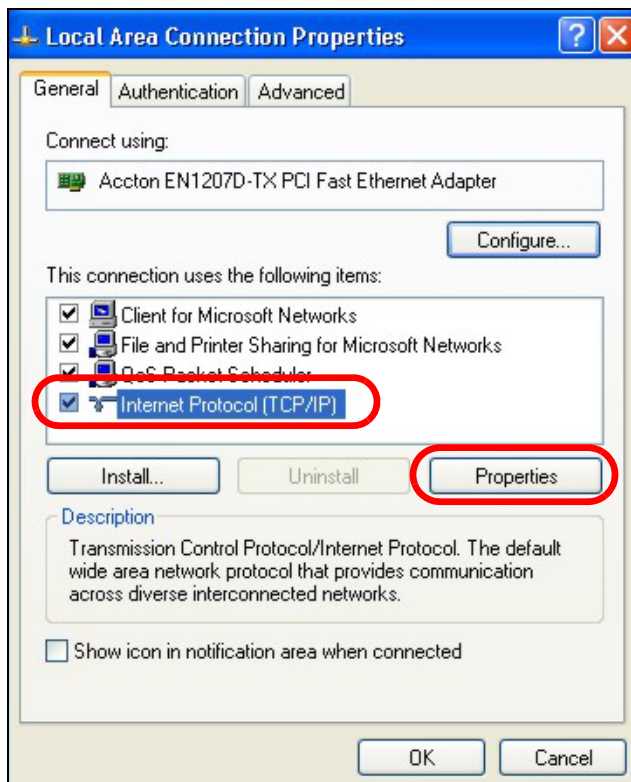 Local Area Connection Properties
General Authentication Advanced
Connect using:
Accton EN1207D-TX PCI Fast Ethernet Adapter
Configure...
This connection uses the following items:
Client for Microsoft Networks
File and Printer Sharing for Microsoft Networks
QoS Packet Scheduler
Internet Protocol (TCP/IP)
Install... Uninstall Properties
Description
Transmission Control Protocol/Internet Protocol. The default
wide area network protocol that provides communication
across diverse interconnected networks.
Show icon in notification area when connected
OK Cancel